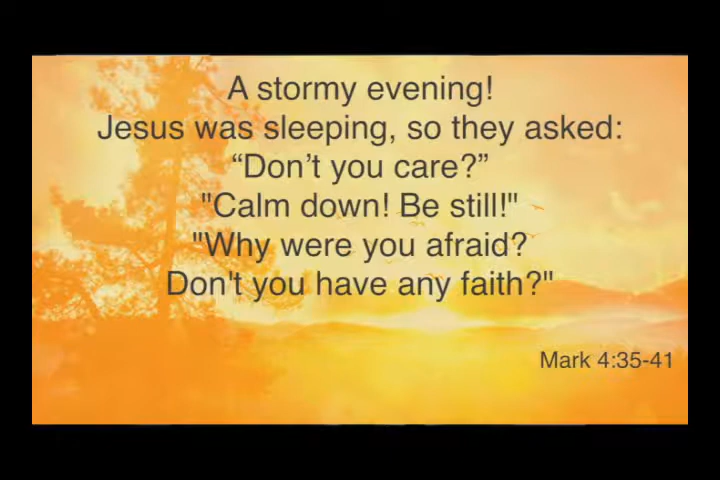 A stormy evening!
Jesus was sleeping, so they asked:
“Don’t you care?”
"Calm down! Be still!"
"Why were you afraid?
Don't you have any faith?"
Mark 4:35-41